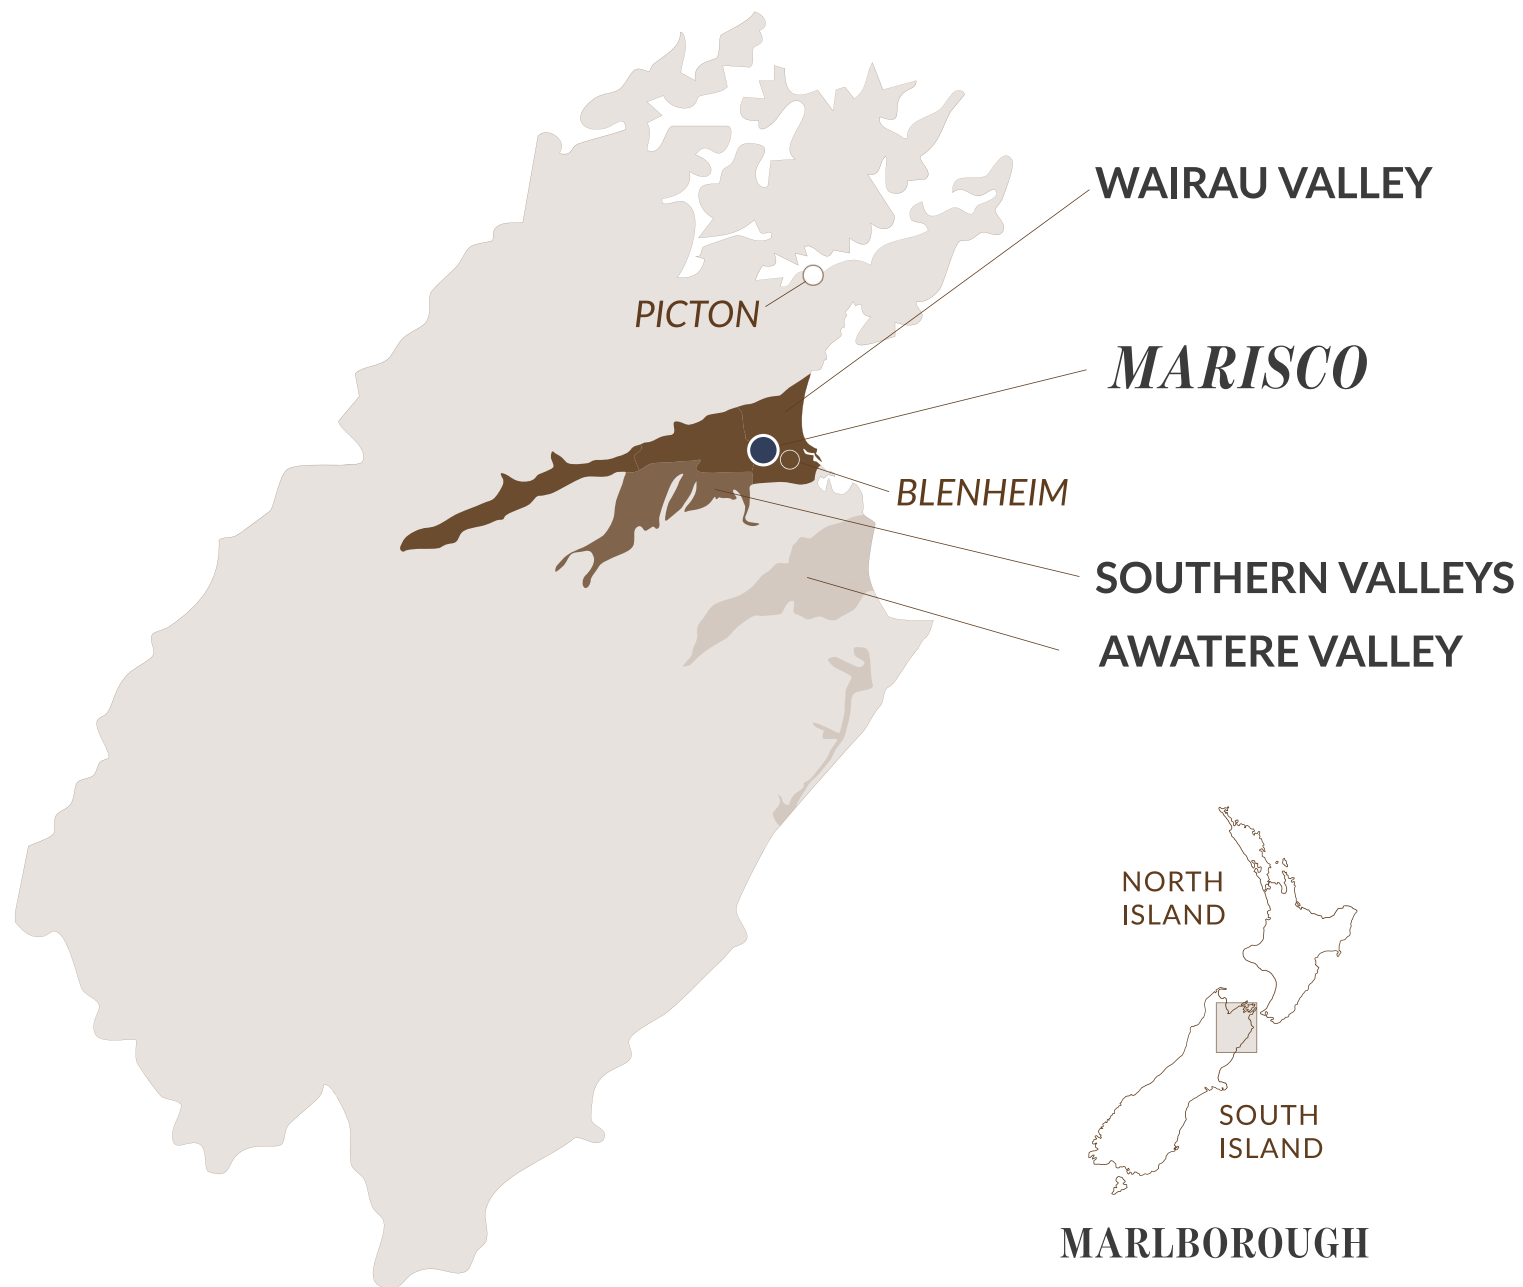 WAIRAU VALLEY
PICTON
MARISCO
BLENHEIM
SOUTHERN VALLEYS
AWATERE VALLEY
NORTH
ISLAND
SOUTH
ISLAND
MARLBOROUGH